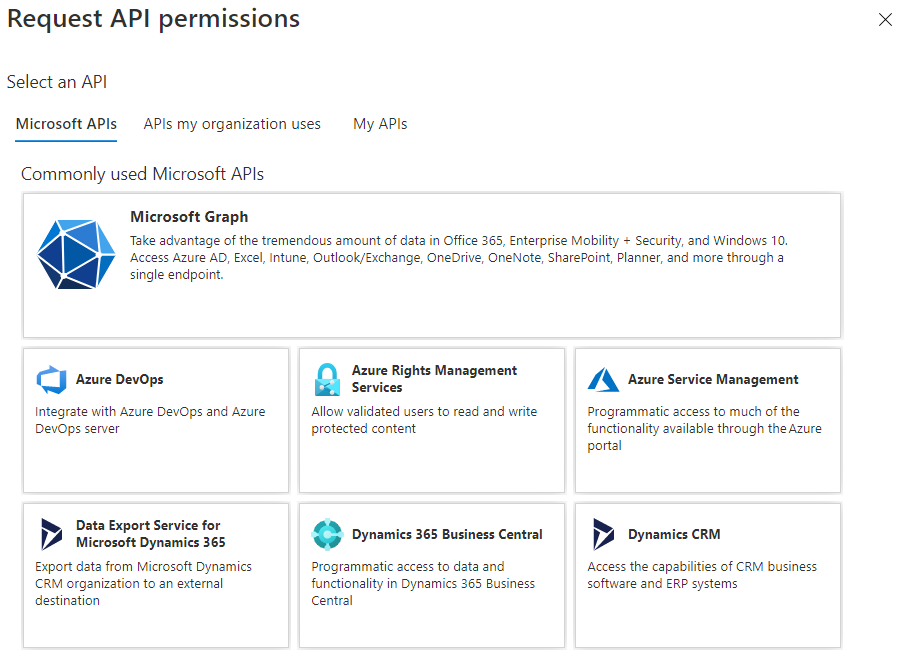 Request API permissions
Select an API
Microsoft APIs
APIs my organization uses
My APIs
Commonly used Microsoft APIs
Microsoft Graph
Take advantage of the tremendous amount of data in Office 365, Enterprise Mobility + Security, and Windows 10.
Access Azure AD, Excel, Intune, Outlook/Exchange, OneDrive, OneNote, SharePoint, Planner, and more through a
single endpoint.
Azure DevOps
Integrate with Azure DevOps and Azure
DevOps server
Azure Rights Management
Services
Allow validated users to read and write
protected content
Azure Service Management
Programmatic access to much of the
functionality available through the Azure
portal
Data Export Service for
Microsoft Dynamics 365
Export data from Microsoft Dynamics
CRM organization to an external
destination
Dynamics 365 Business Central
Programmatic access to data and
functionality in Dynamics 365 Business
Central
Dynamics CRM
Access the capabilities of CRM business
software and ERP systems